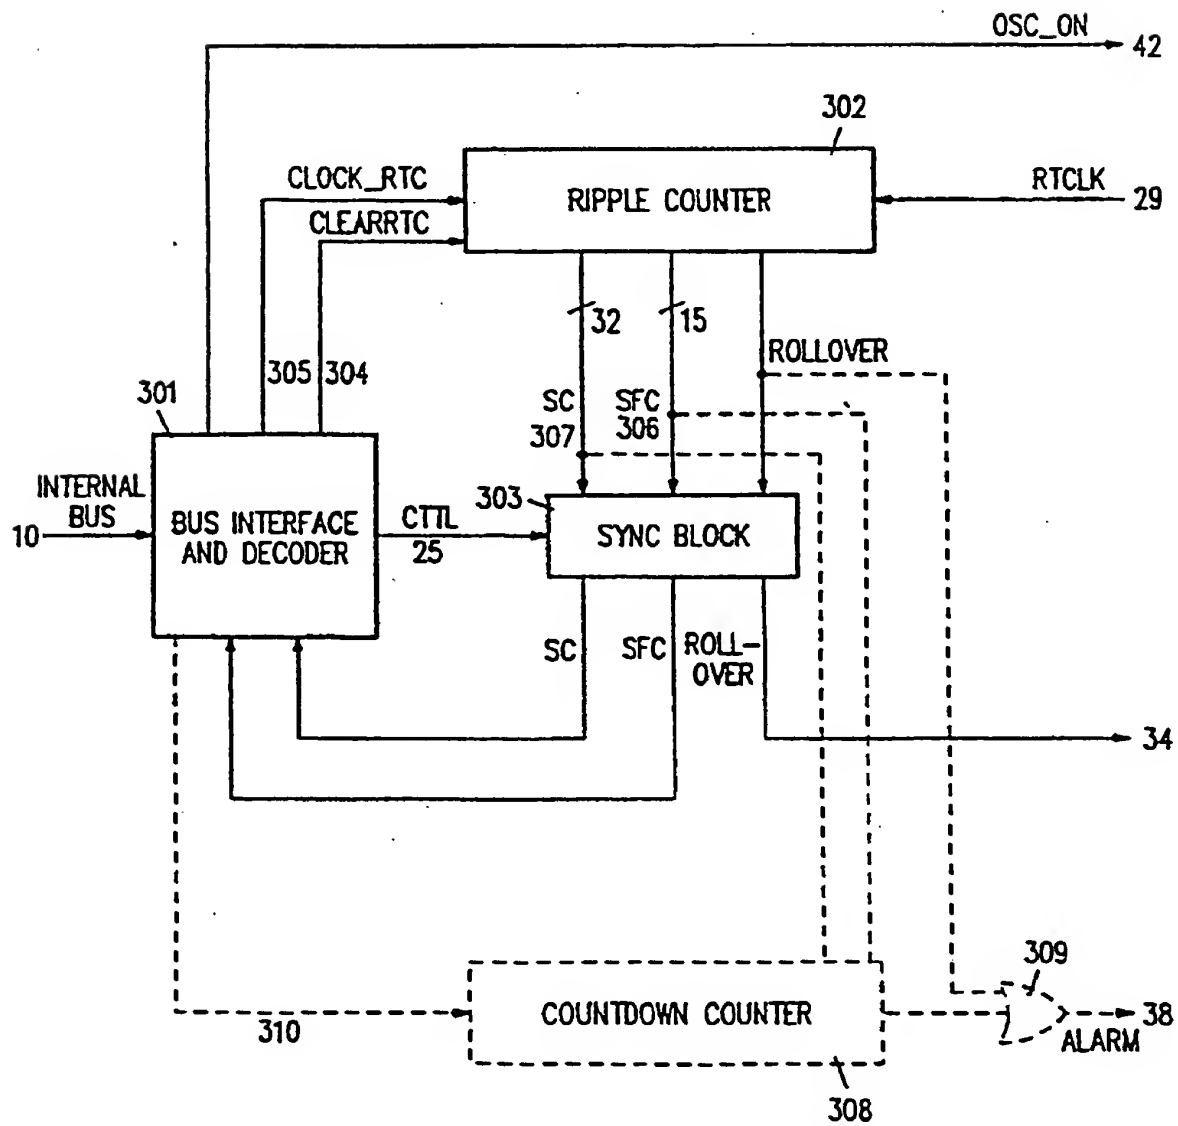 OSC_ON
42
302
CLOCK_RTC
RIPPLE COUNTER
RTCLK
29
CLEARRTC
32
15
305
304
ROLLOVER
301
SC
307
SFC
306
INTERNAL
BUS
10
BUS INTERFACE
AND DECODER
CTTL
25
303
SYNC BLOCK
SC
SFC
ROLL-
OVER
34
309
310
COUNTDOWN COUNTER
38
ALARM
308